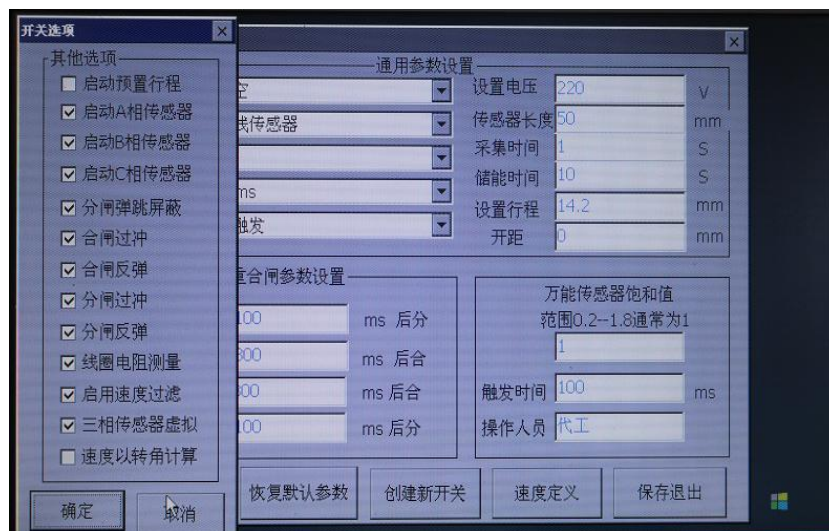 开关选项
其他选项
启动预置行程
启动A相传感器
启动B相传感器
启动C相传感器
分闸弹跳屏蔽
合闸过冲
合闸反弹
分闸过冲
分闸反弹
线圈电阻测量
启用速度过滤
三相传感器虚拟
速度以转角计算
确定
取消
通用参数设置
空
线传感器
ms
触发
设置电压 220 V
传感器长度 50 mm
采集时间 1 S
储能时间 10 S
设置行程 14.2 mm
开距 0 mm
重合闸参数设置
100 ms 后分
300 ms 后合
300 ms 后合
100 ms 后分
万能传感器饱和值
范围0.2--1.8通常为1
1
触发时间 100 ms
操作人员 代工
恢复默认参数
创建新开关
速度定义
保存退出